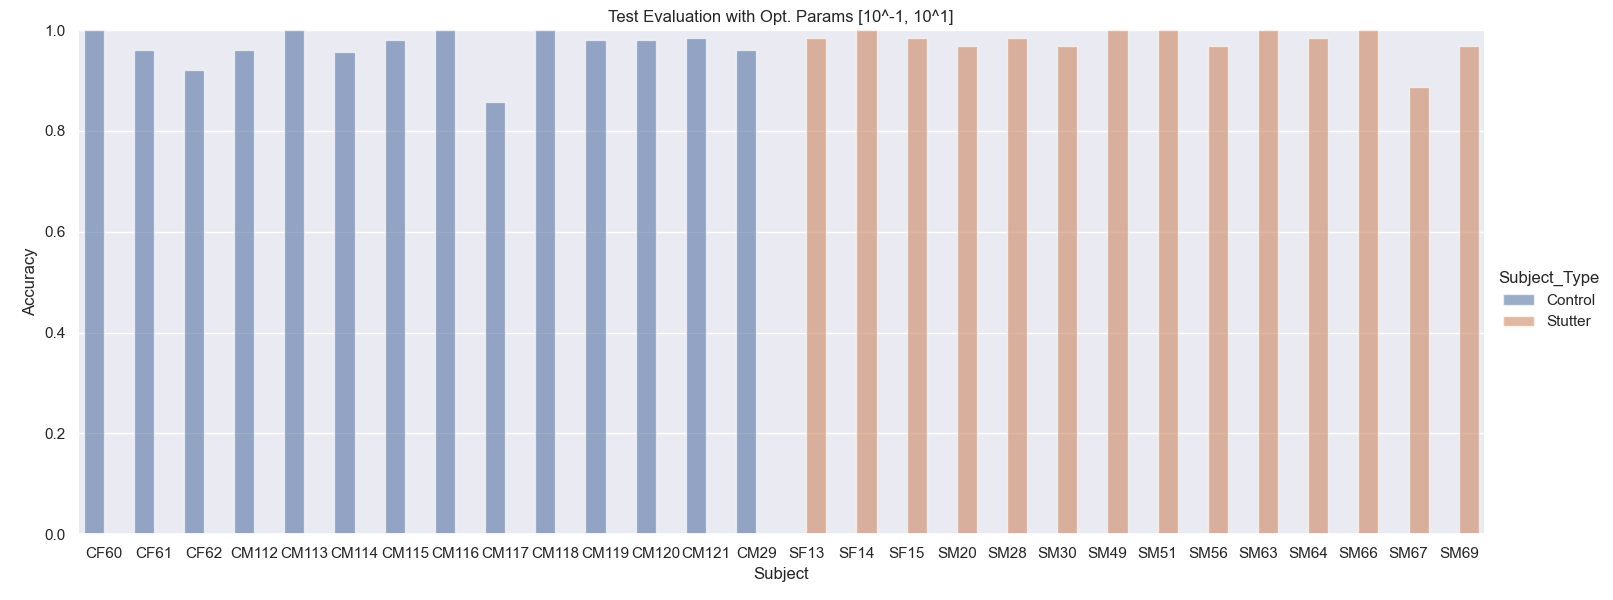 Test Evaluation with Opt. Params [10^-1, 10^1]
1.0
0.8
0.6
0.4
0.2
0.0
Accuracy
CF60 CF61 CF62 CM112 CM113 CM114 CM115 CM116 CM117 CM118 CM119 CM120 CM121 CM29 SF13 SF14 SF15 SM20 SM28 SM30 SM49 SM51 SM56 SM63 SM64 SM66 SM67 SM69
Subject
Subject_Type
Control
Stutter